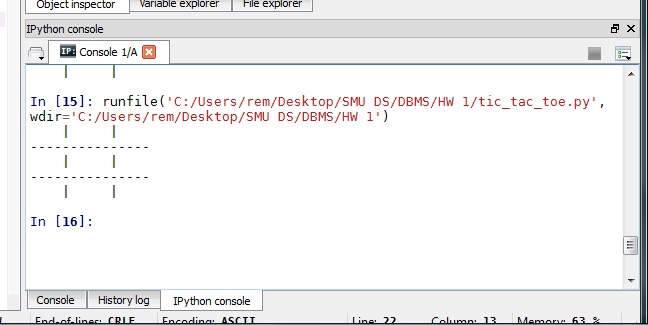 Object inspector Variable explorer File explorer
IPython console
IP: Console 1/A
|     |
In [15]: runfile('C:/Users/rem/Desktop/SMU DS/DBMS/HW 1/tic_tac_toe.py',
wdir='C:/Users/rem/Desktop/SMU DS/DBMS/HW 1')
|     |
---------------
|     |
---------------
|     |
In [16]:
Console History log IPython console
End-of-lines: CRLF Encoding: ASCII Line: 22 Column: 13 Memory: 63 %